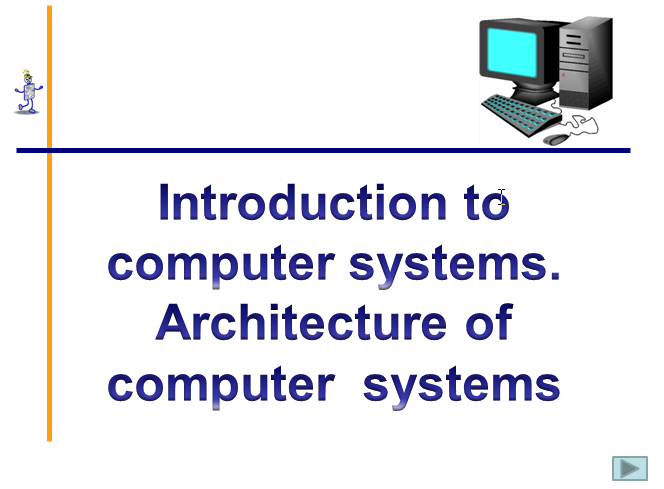 Introduction to
computer systems.
Architecture of
computer systems